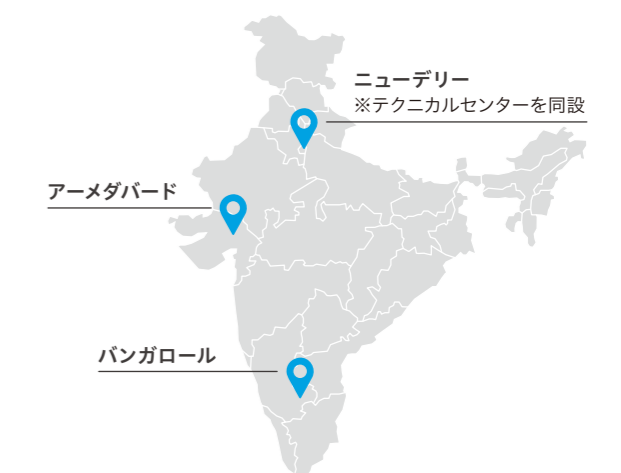 ニューデリー
※テクニカルセンターを同設
アーメダバード
バンガロール